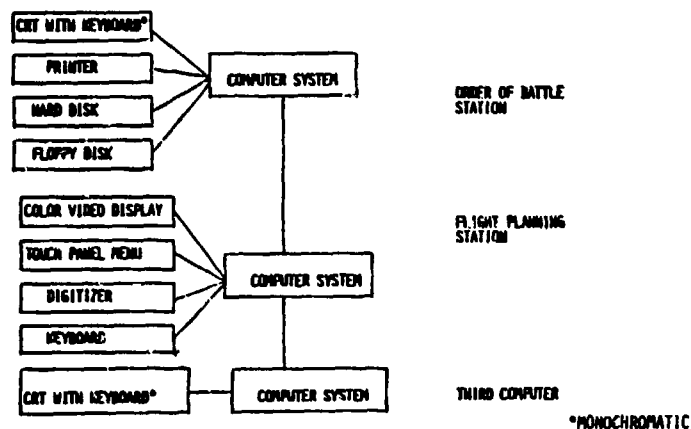 CRT WITH KEYBOARD*
PRINTER
COMPUTER SYSTEM
HARD DISK
FLOPPY DISK
ORDER OF BATTLE
STATION
COLOR VIDEO DISPLAY
TOUCH PANEL MENU
DIGITIZER
KEYBOARD
COMPUTER SYSTEM
FLIGHT PLANNING
STATION
CRT WITH KEYBOARD*
COMPUTER SYSTEM
THIRD COMPUTER
*MONOCHROMATIC